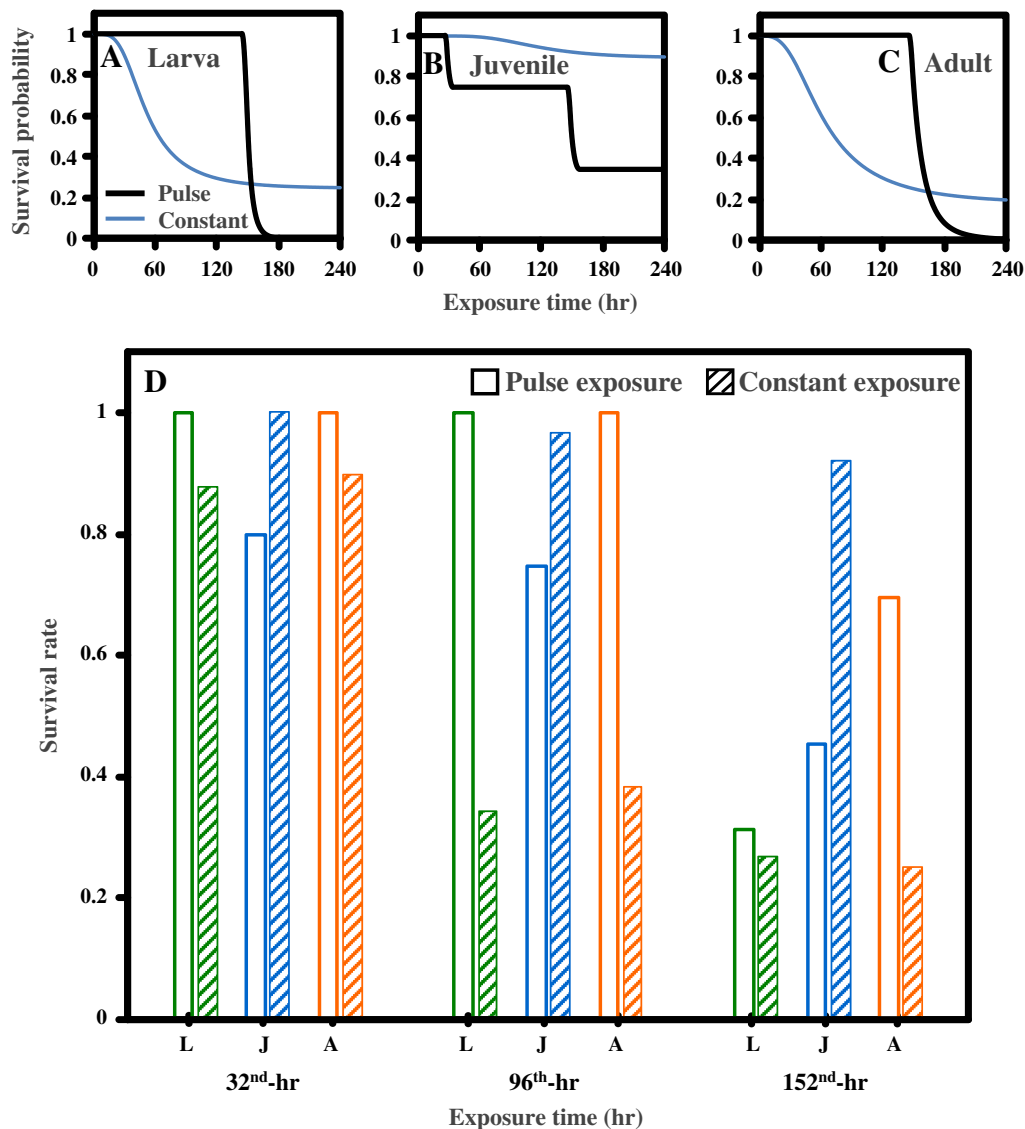 A Larva
B Juvenile
C Adult
Survival probability
1
0.8
0.6
0.4
0.2
0
Pulse
Constant
0 60 120 180 240
1
0.8
0.6
0.4
0.2
0
0 60 120 180 240
1
0.8
0.6
0.4
0.2
0
0 60 120 180 240
Exposure time (hr)
D
Pulse exposure Constant exposure
Survival rate
1
0.8
0.6
0.4
0.2
0
L J A L J A L J A
32nd-hr 96th-hr 152nd-hr
Exposure time (hr)